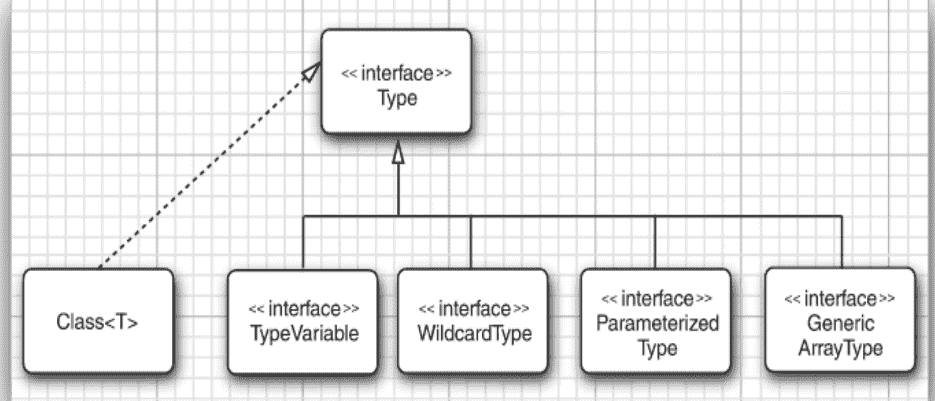 <<interface>>
Type
Class<T>
<<interface>>
TypeVariable
<<interface>>
WildcardType
<<interface>>
Parameterized
Type
<<interface>>
Generic
ArrayType